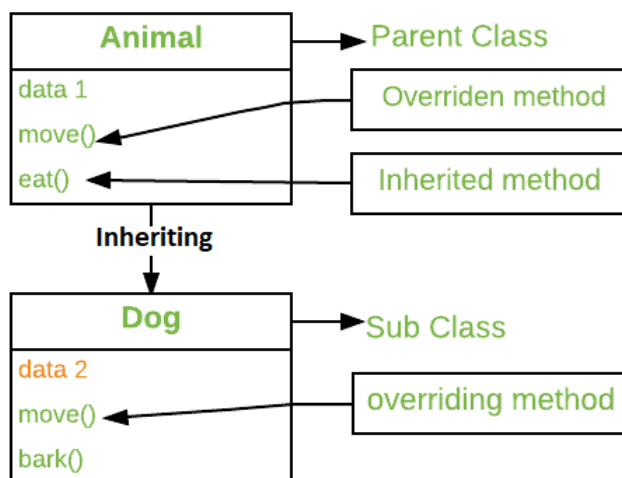 Animal
Parent Class
data 1
Overriden method
move()
eat()
Inherited method
Inheriting
Dog
Sub Class
data 2
move()
overriding method
bark()